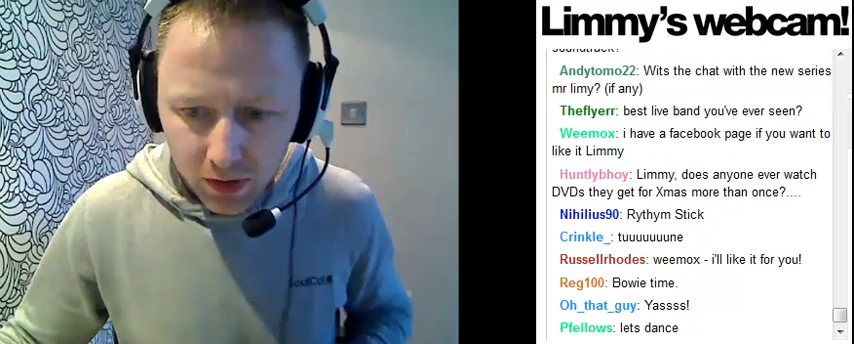 Limmy's webcam!
soundtrack?
Andytomo22: Wits the chat with the new series
mr limy? (if any)
Theflyerr: best live band you've ever seen?
Weemox: i have a facebook page if you want to
like it Limmy
Huntlybhoy: Limmy, does anyone ever watch
DVDs they get for Xmas more than once?....
Nihilius90: Rythym Stick
Crinkle_: tuuuuuuune
Russellrhodes: weemox - i'll like it for you!
Reg100: Bowie time.
Oh_that_guy: Yassss!
Pfellows: lets dance